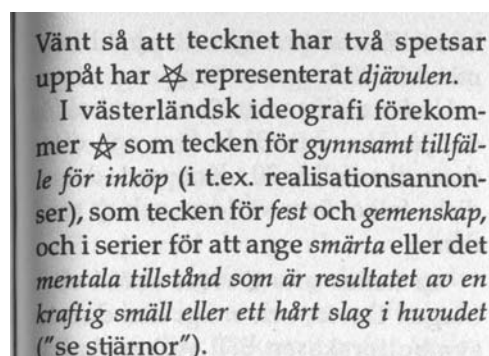 Vänt så att tecknet har två spetsar
uppåt har ⛧ representerat djävulen.
I västerländsk ideografi förekom-
mer ⚝ som tecken för gynnsamt tillfäl-
le för inköp (i t.ex. realisationsannon-
ser), som tecken för fest och gemenskap,
och i serier för att ange smärta eller det
mentala tillstånd som är resultatet av en
kraftig smäll eller ett hårt slag i huvudet
("se stjärnor").